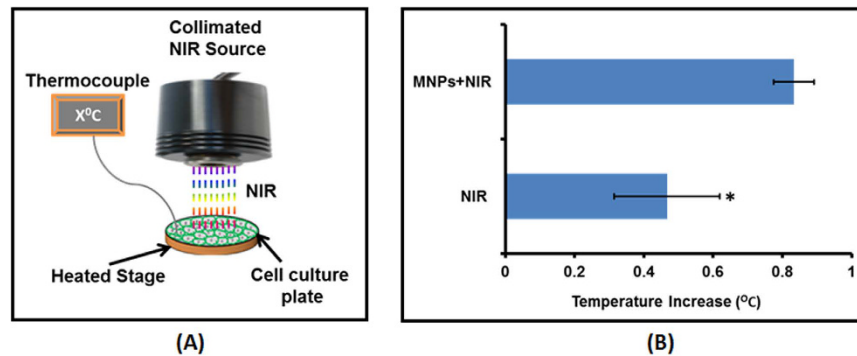 Collimated
NIR Source
Thermocouple
X⁰C
NIR
Heated Stage
Cell culture
plate
(A)
MNPs+NIR
NIR
*
0 0.2 0.4 0.6 0.8 1
Temperature Increase (⁰C)
(B)